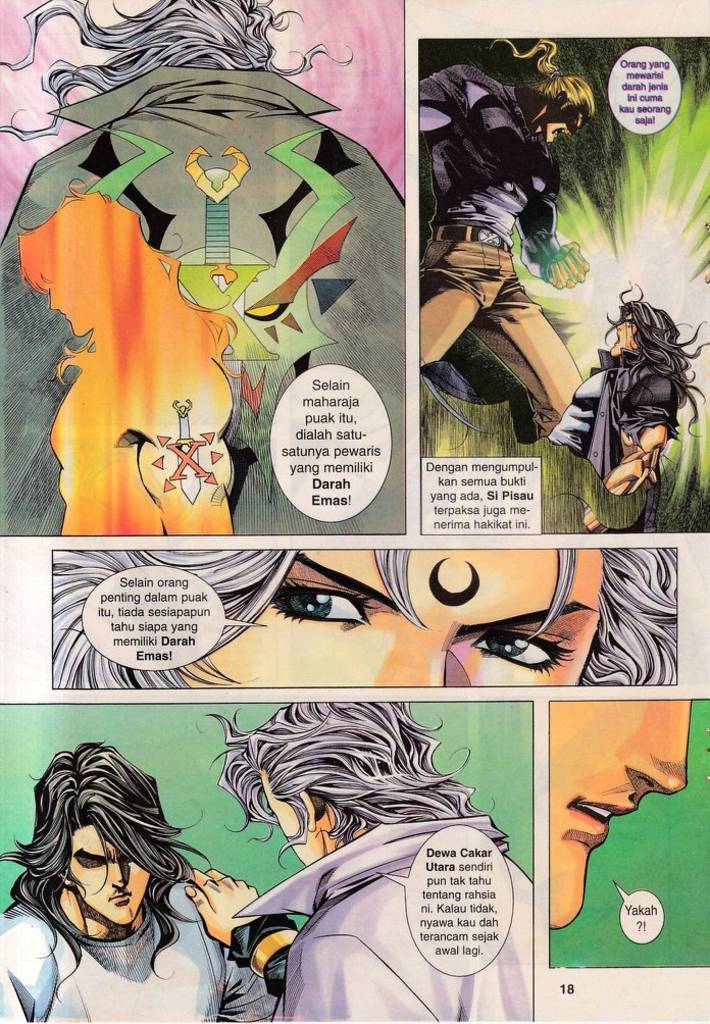 Selain
maharaja
puak itu,
dialah satu-
satunya pewaris
yang memiliki
Darah
Emas!
Orang yang
mewarisi
darah jenis
ini cuma
kau seorang
saja!
Dengan mengumpul-
kan semua bukti
yang ada, Si Pisau
terpaksa juga me-
nerima hakikat ini.
Selain orang
penting dalam puak
itu, tiada sesiapapun
tahu siapa yang
memiliki Darah
Emas!
Dewa Cakar
Utara sendiri
pun tak tahu
tentang rahsia
ni. Kalau tidak,
nyawa kau dah
terancam sejak
awal lagi.
Yakah
?!
18